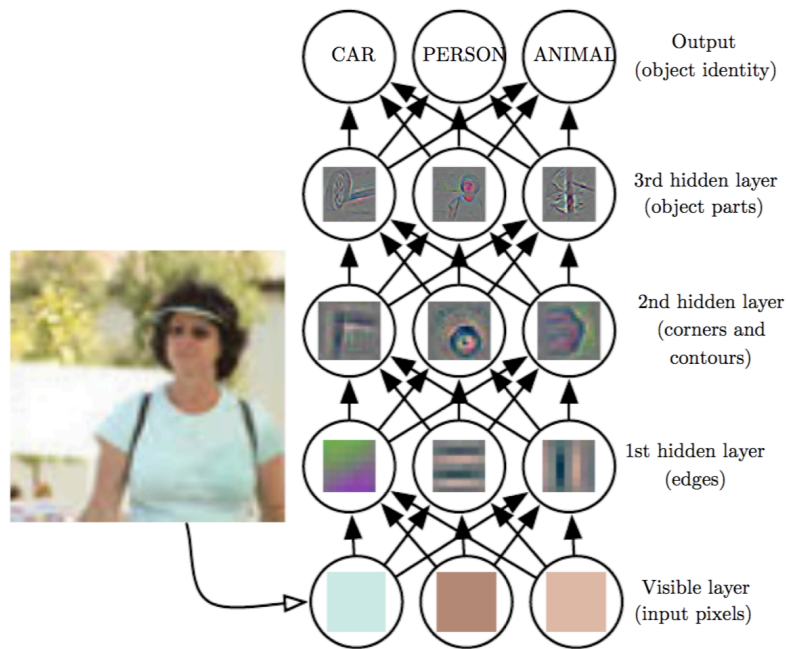 CAR
PERSON
ANIMAL
Output
(object identity)
3rd hidden layer
(object parts)
2nd hidden layer
(corners and
contours)
1st hidden layer
(edges)
Visible layer
(input pixels)